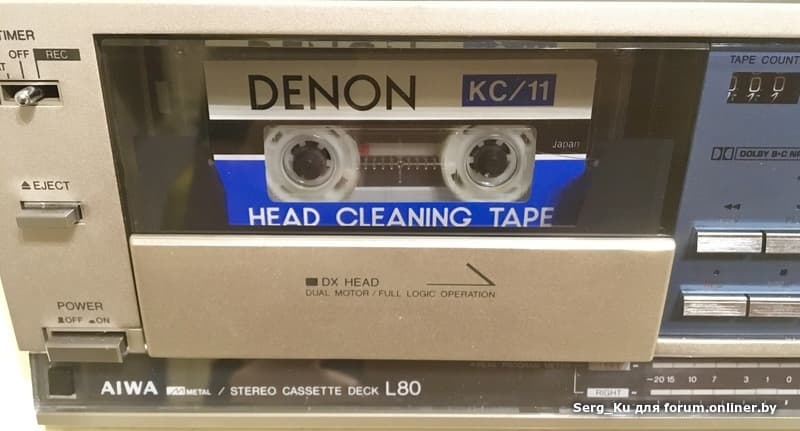 TIMER
OFF
REC
AT
DENON
KC/11
Japan
HEAD CLEANING TAPE
TAPE COUNT
DOLBY B•C NR
EJECT
DX HEAD
DUAL MOTOR / FULL LOGIC OPERATION
POWER
OFF ON
AIWA METAL / STEREO CASSETTE DECK L80
RIGHT
-20 15 10 7 3 1 0
Serg_Ku для forum.onliner.by